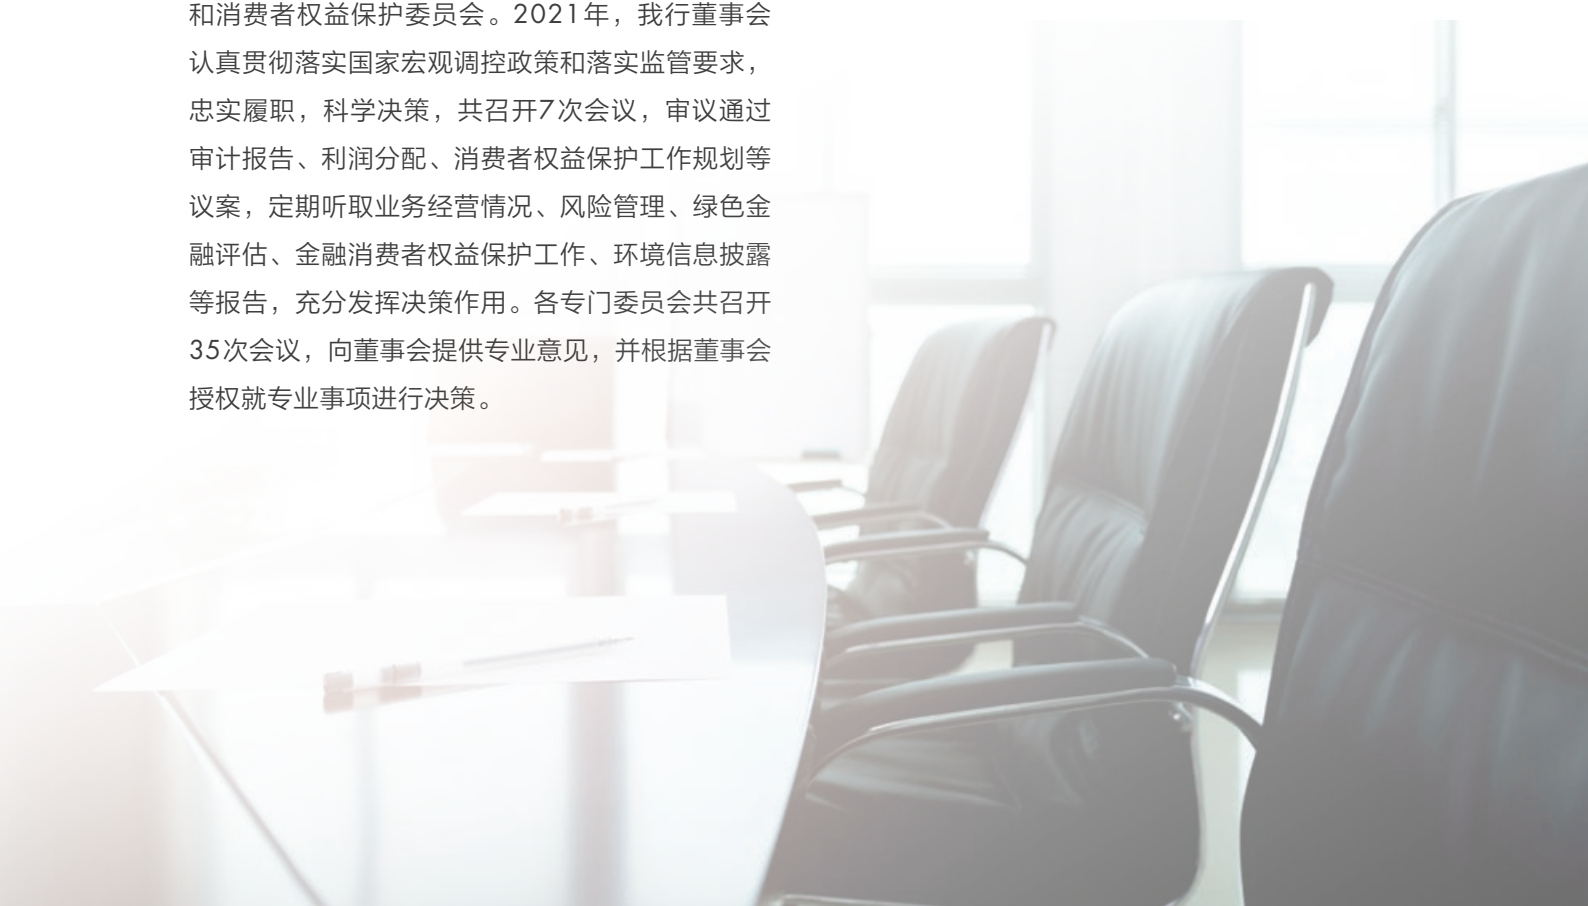 和消费者权益保护委员会。2021年，我行董事会
认真贯彻落实国家宏观调控政策和落实监管要求，
忠实履职，科学决策，共召开7次会议，审议通过
审计报告、利润分配、消费者权益保护工作规划等
议案，定期听取业务经营情况、风险管理、绿色金
融评估、金融消费者权益保护工作、环境信息披露
等报告，充分发挥决策作用。各专门委员会共召开
35次会议，向董事会提供专业意见，并根据董事会
授权就专业事项进行决策。